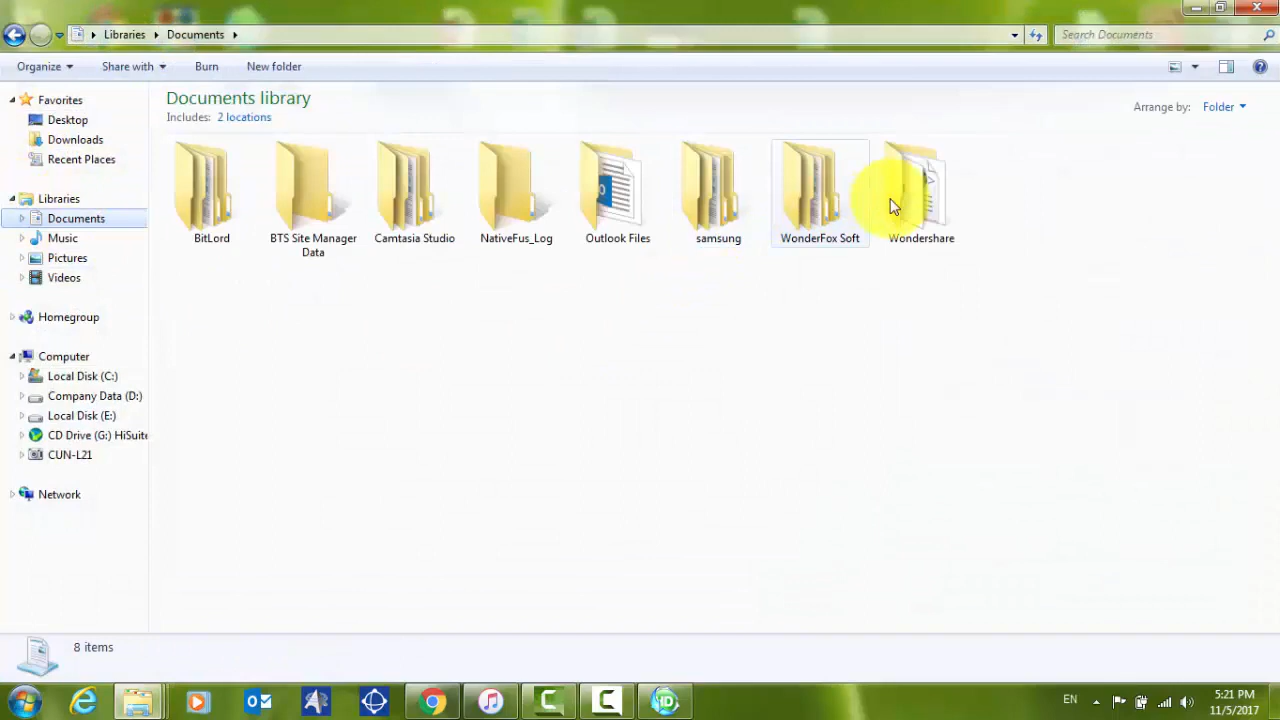 Libraries
Documents
Search Documents
Organize
Share with
Burn
New folder
Favorites
Desktop
Downloads
Recent Places
Libraries
Documents
Music
Pictures
Videos
Homegroup
Computer
Local Disk (C:)
Company Data (D:)
Local Disk (E:)
CD Drive (G:) HiSuite
CUN-L21
Network
Documents library
Includes: 2 locations
Arrange by: Folder
BitLord
BTS Site Manager
Data
Camtasia Studio
NativeFus_Log
Outlook Files
samsung
WonderFox Soft
Wondershare
8 items
EN
5:21 PM
11/5/2017